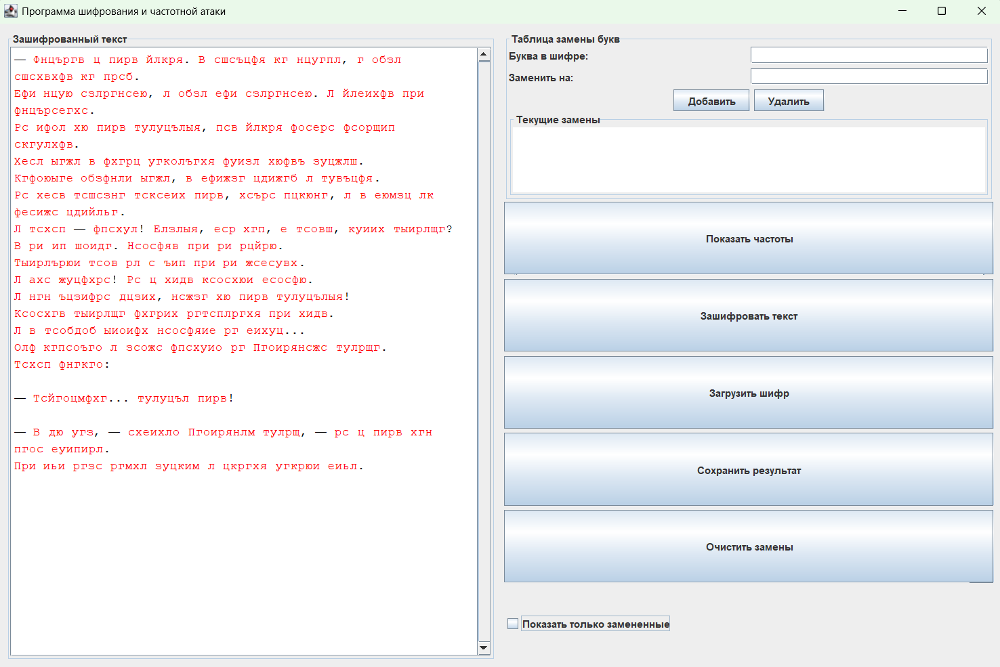 Программа шифрования и частотной атаки
Зашифрованный текст
— Фнцъргв ц пирв йлкря. В сшсъцфя кг нцугпл, г обзл
сшсхвхфв кг прсб.
Ефи нцую сзлргнсею, л обзл ефи сзлргнсею. Л йлеихфв при
фнцърсегхс.
Рс ифол хю пирв тулуцълыя, псв йлкря фосерс фсорщип
скгулхфв.
Хесл ыгжл в фхгрц угколъгхя фуизл хюфвъ зуцжлш.
Кгфоюыге обзфнли ыгжл, в ефижзг цдижгб л тувъцфя.
Рс хесв тсшсзнг тсксеих пирв, хсърс пцкюнг, л в еюмзц лк
фесижс цдийльг.
Л тсхсп — фпсхул! Елзлыя, еср хгп, е тсовш, куиих тыирлщг?
В ри ип шоидг. Нсосфяв при ри рцйрю.
Тыирлърюи тсов рл с ъип при ри жсесувх.
Л ахс жуцфхрс! Рс ц хидв ксосхюи есосфю.
Л нгн ъцзифрс дцзих, нсжзг хю пирв тулуцълыя!
Ксосхгв тыирлщг фхгрих ргтсплргхя при хидв.
Л в тсобдоб ыиоифх нсосфяие рг еихуц...
Олф кгпсоъго л зсожс фпсхуио рг Пгоирянсжс тулрщг.
Тсхсп фнгкго:
— Тсйгоцмфхг... тулуцъл пирв!
— В дю угз, — схеихло Пгоирянлм тулрщ, — рс ц пирв хгн
пгос еуипирл.
При иьи ргзс ргмхл зуцким л цкргхя угкрюи еиьл.
Таблица замены букв
Буква в шифре:
Заменить на:
Добавить Удалить
Текущие замены
Показать частоты
Зашифровать текст
Загрузить шифр
Сохранить результат
Очистить замены
Показать только замененные